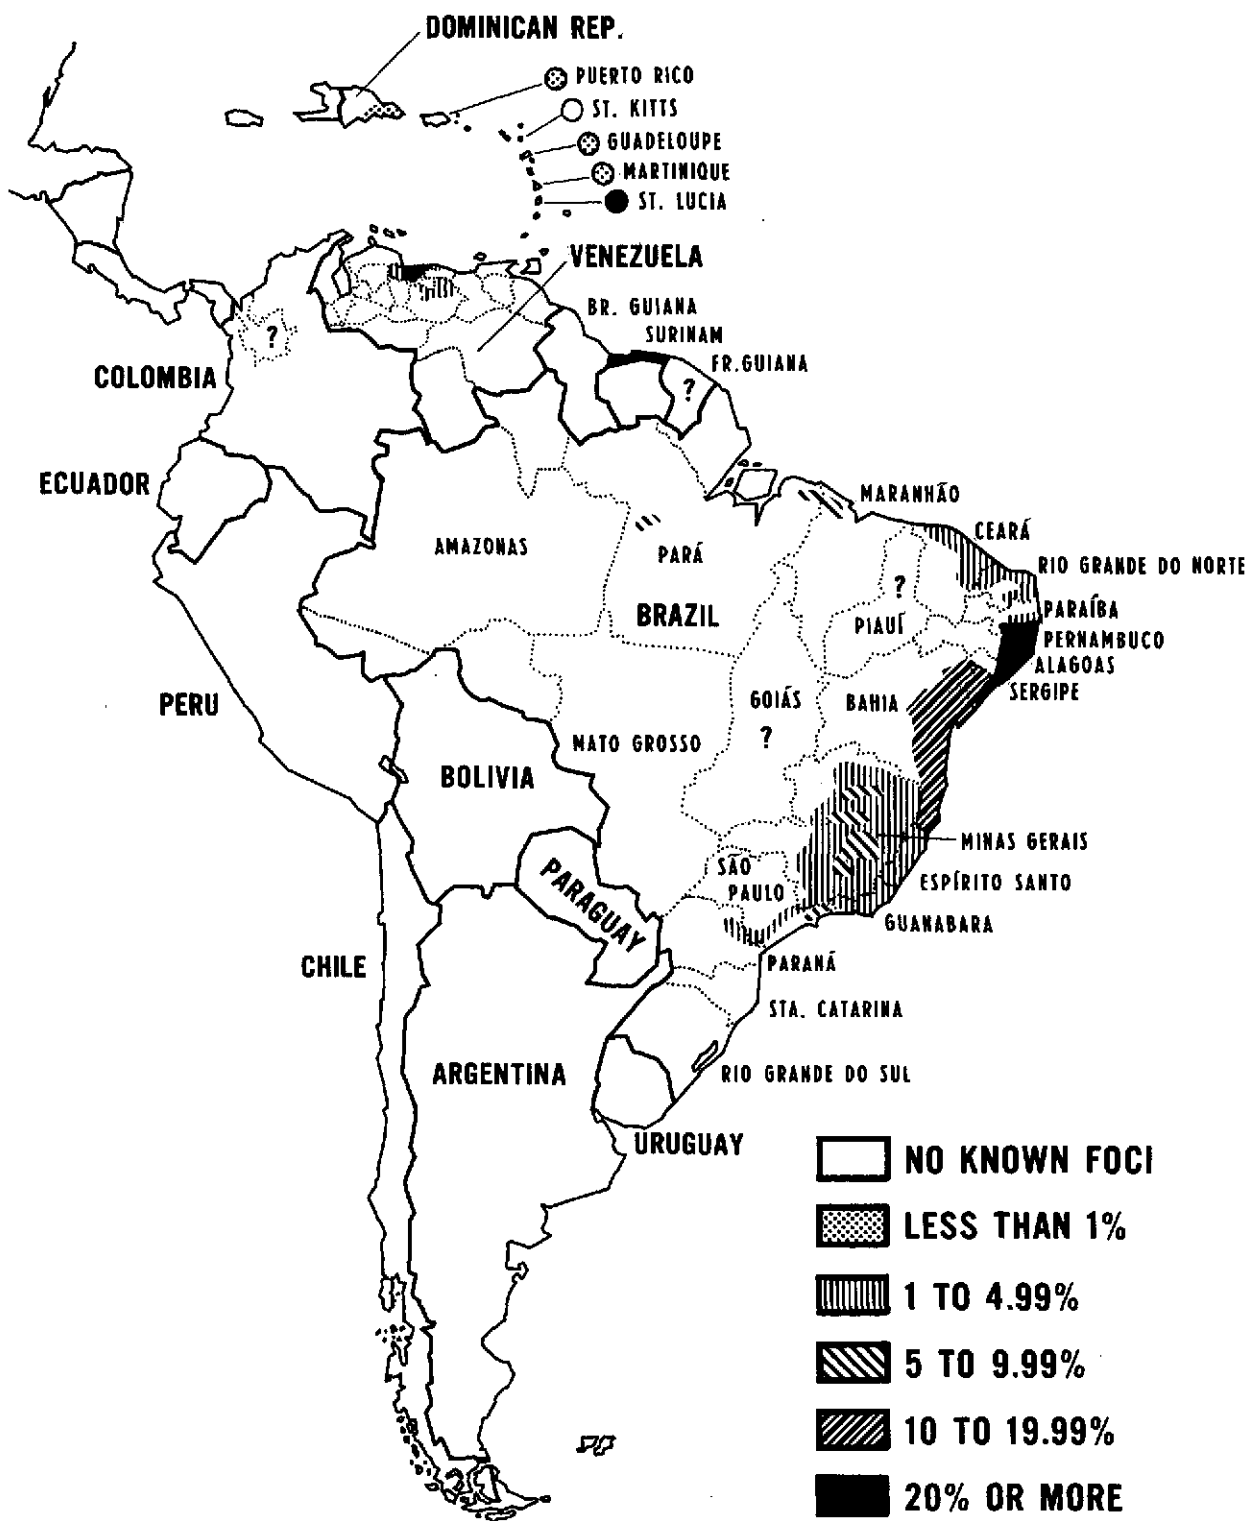 DOMINICAN REP.
PUERTO RICO
ST. KITTS
GUADELOUPE
MARTINIQUE
ST. LUCIA
VENEZUELA
BR. GUIANA
SURINAM
FR. GUIANA
?
?
COLOMBIA
ECUADOR
MARANHÃO
CEARÁ
AMAZONAS
PARÁ
RIO GRANDE DO NORTE
?
BRAZIL
PIAUÍ
PARAÍBA
PERNAMBUCO
ALAGOAS
SERGIPE
PERU
GOIÁS
?
BAHIA
MATO GROSSO
BOLIVIA
MINAS GERAIS
SÃO
PAULO
PARAGUAY
ESPÍRITO SANTO
GUANABARA
CHILE
PARANÁ
STA. CATARINA
ARGENTINA
RIO GRANDE DO SUL
URUGUAY
NO KNOWN FOCI
LESS THAN 1%
1 TO 4.99%
5 TO 9.99%
10 TO 19.99%
20% OR MORE